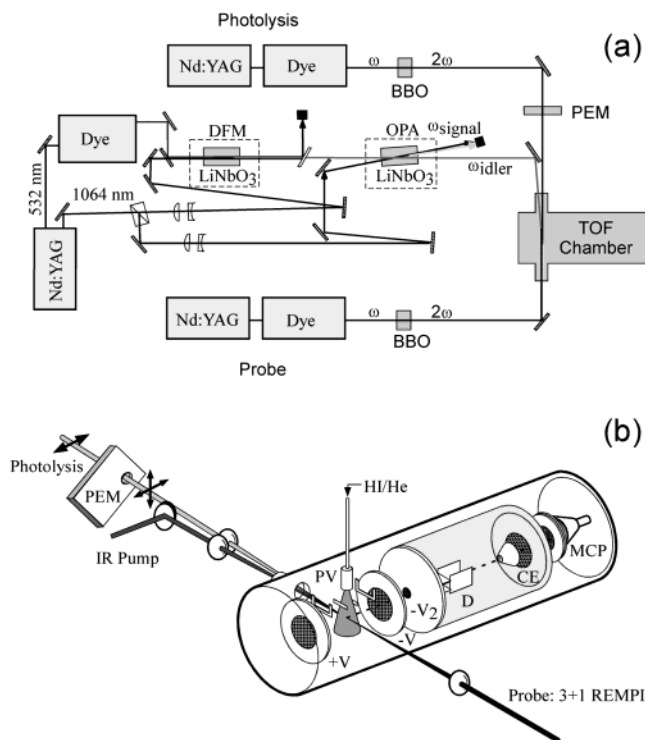 Photolysis
(a)
Nd:YAG
Dye
ω
2ω
BBO
PEM
Dye
DFM
LiNbO3
OPA
LiNbO3
ωsignal
ωidler
532 nm
1064 nm
Nd:YAG
TOF
Chamber
Nd:YAG
Dye
ω
2ω
BBO
Probe
(b)
Photolysis
PEM
IR Pump
HI/He
PV
+V
-V
-V2
D
CE
MCP
Probe: 3+1 REMPI